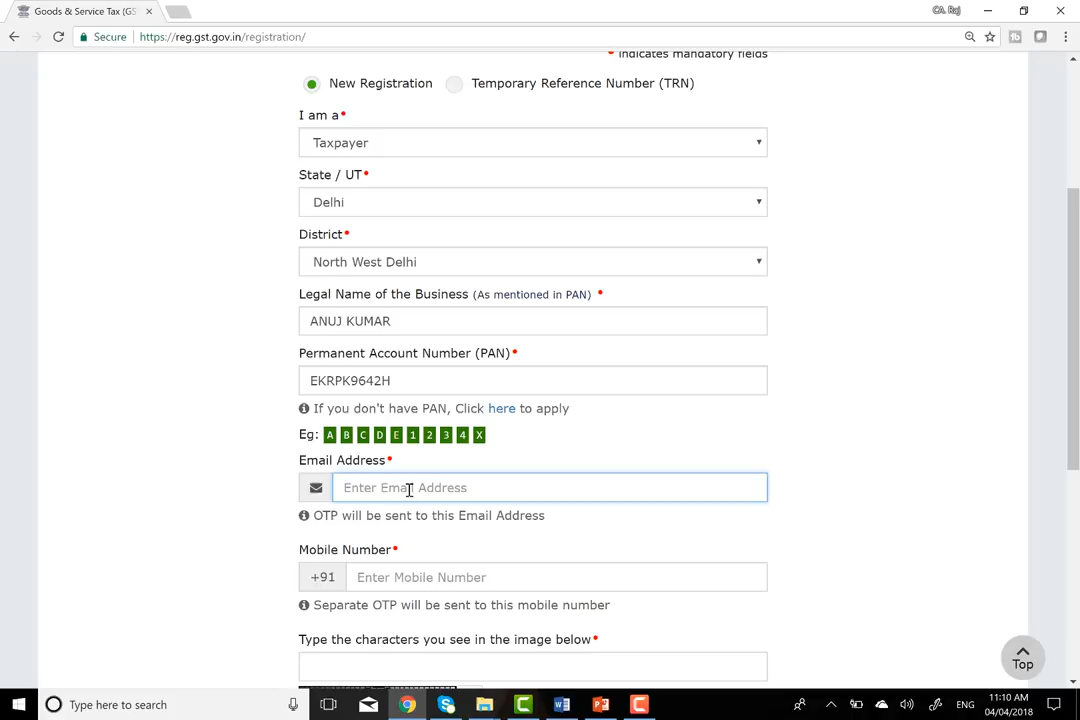 Goods & Service Tax (GS
CA. Raj
Secure
https://reg.gst.gov.in/registration/
• indicates mandatory fields
New Registration
Temporary Reference Number (TRN)
I am a•
Taxpayer
State / UT•
Delhi
District•
North West Delhi
Legal Name of the Business (As mentioned in PAN) •
ANUJ KUMAR
Permanent Account Number (PAN)•
EKRPK9642H
If you don't have PAN, Click here to apply
Eg: A B C D E 1 2 3 4 X
Email Address•
Enter Email Address
OTP will be sent to this Email Address
Mobile Number•
+91 Enter Mobile Number
Separate OTP will be sent to this mobile number
Type the characters you see in the image below•
Top
Type here to search
ENG
11:10 AM
04/04/2018